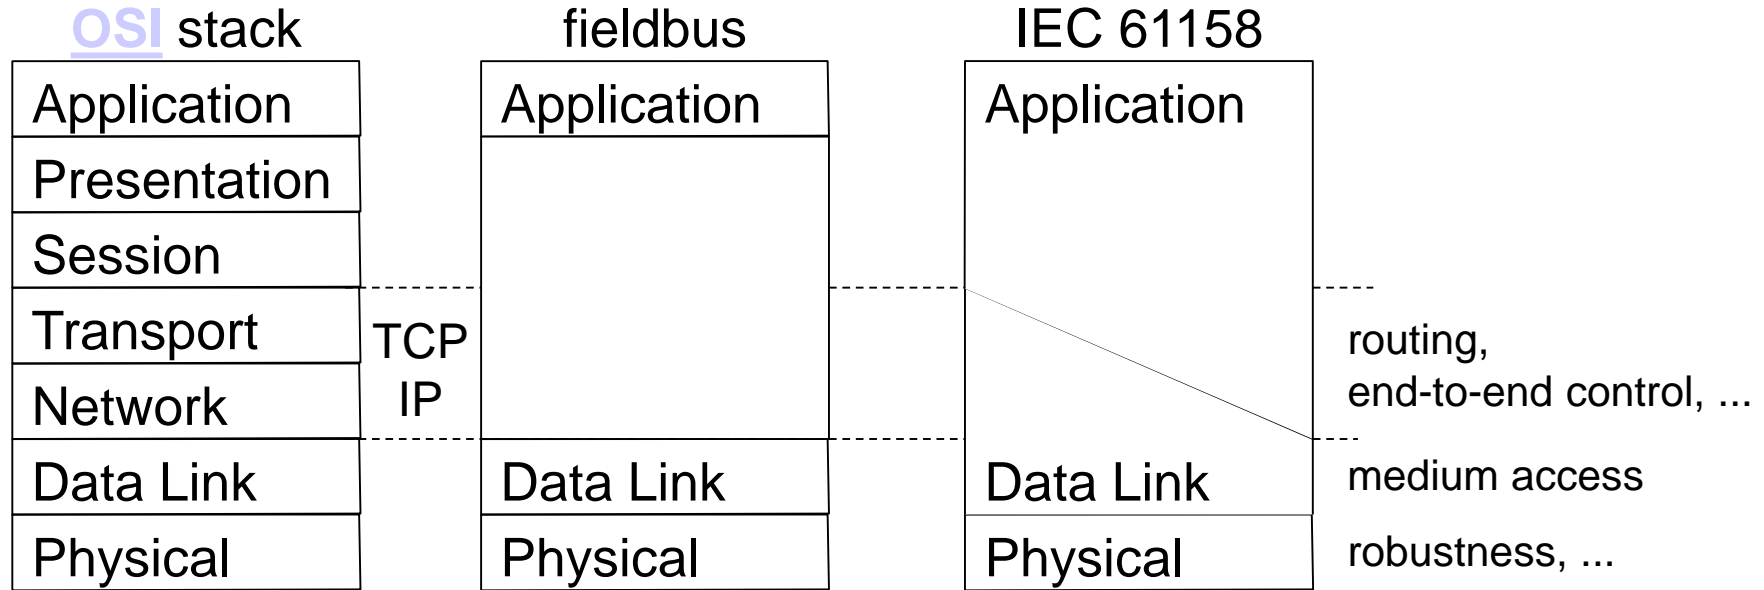 OSI stack
Application
Presentation
Session
Transport
Network
Data Link
Physical
TCP
IP
fieldbus
Application
Data Link
Physical
IEC 61158
Application
Data Link
Physical
routing,
end-to-end control, ...
medium access
robustness, ...